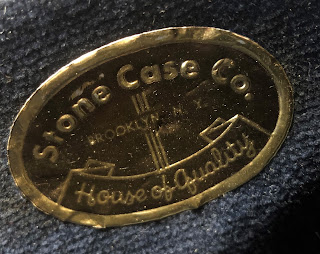 Stone Case Co.
BROOKLYN N. Y.
House of Quality